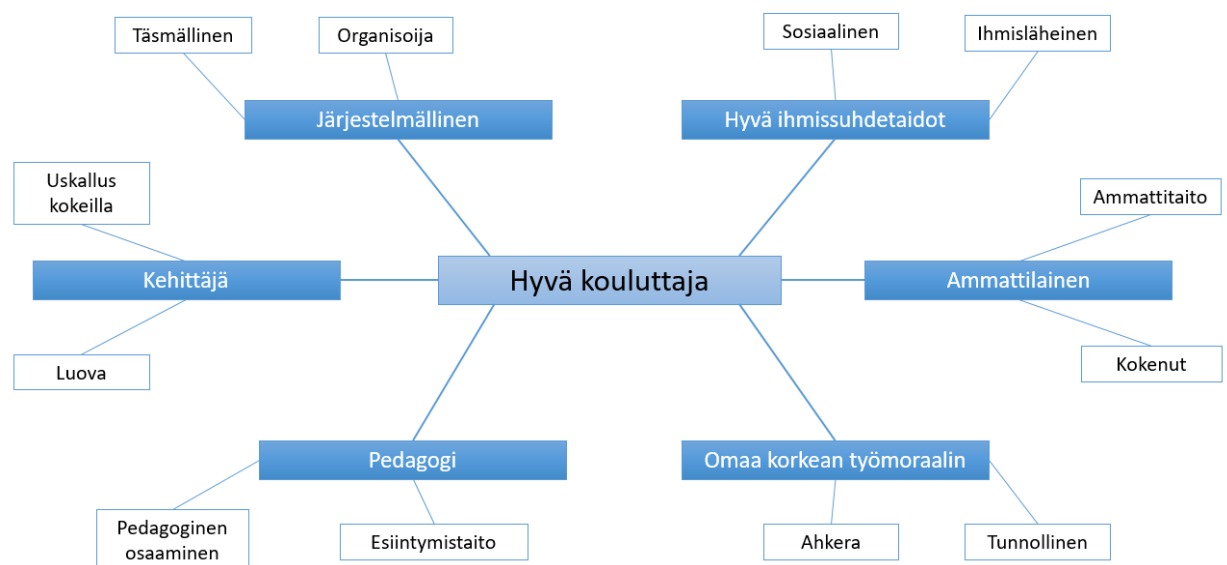 Täsmällinen
Organisoija
Sosiaalinen
Ihmisläheinen
Järjestelmällinen
Hyvä ihmissuhdetaidot
Uskallus
kokeilla
Ammattitaito
Kehittäjä
Hyvä kouluttaja
Ammattilainen
Luova
Kokenut
Pedagogi
Omaa korkean työmoraalin
Pedagoginen
osaaminen
Esiintymistaito
Ahkera
Tunnollinen